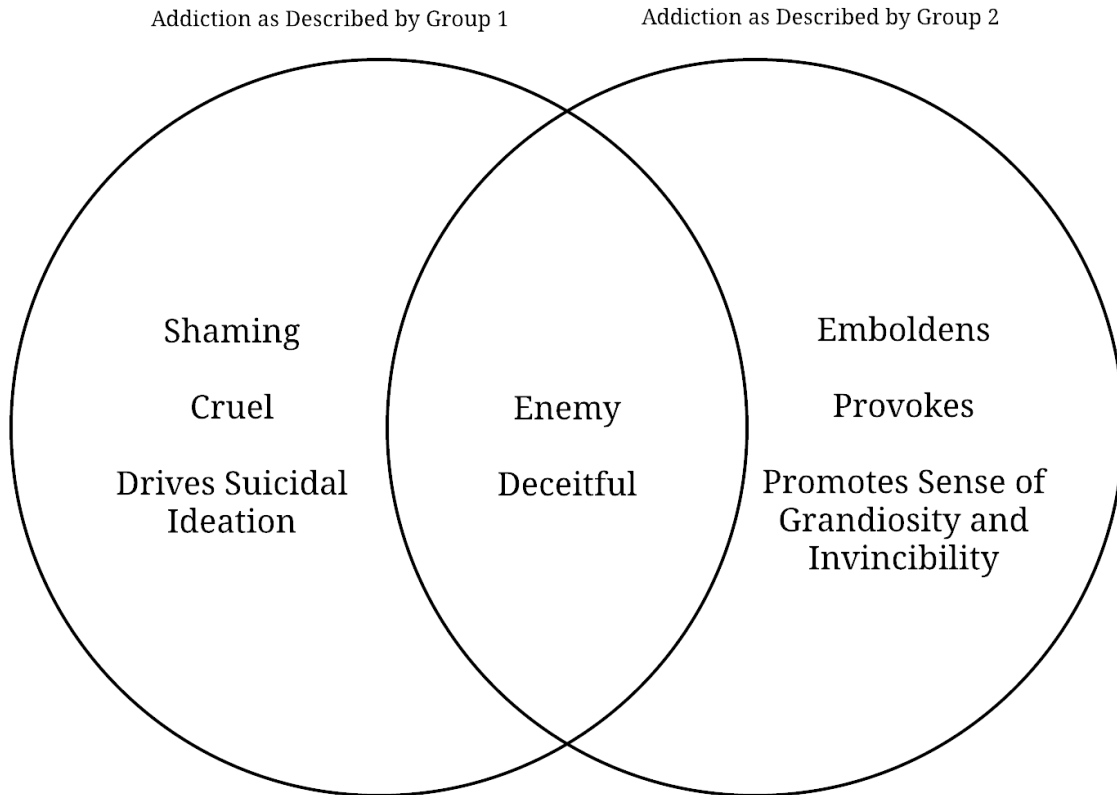 Addiction as Described by Group 1
Addiction as Described by Group 2
Shaming
Cruel
Drives Suicidal
Ideation
Enemy
Deceitful
Emboldens
Provokes
Promotes Sense of
Grandiosity and
Invincibility